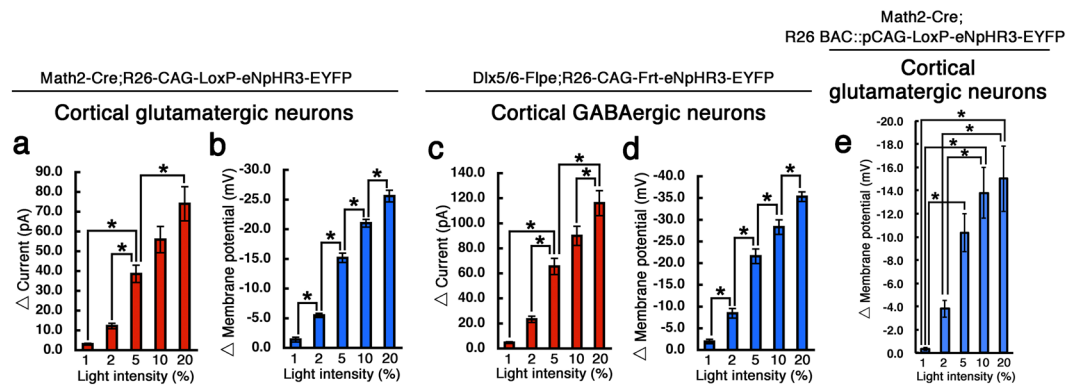 Math2-Cre;R26-CAG-LoxP-eNpHR3-EYFP
Cortical glutamatergic neurons
Dlx5/6-Flpe;R26-CAG-Frt-eNpHR3-EYFP
Cortical GABAergic neurons
Math2-Cre;
R26 BAC::pCAG-LoxP-eNpHR3-EYFP
Cortical
glutamatergic neurons
a
△ Current (pA)
90.0
80.0
70.0
60.0
50.0
40.0
30.0
20.0
10.0
0.0
* * *
1 2 5 10 20
Light intensity (%)
b
△ Membrane potential (mV)
-30.0
-25.0
-20.0
-15.0
-10.0
-5.0
0.0
* * * *
1 2 5 10 20
Light intensity (%)
c
△ Current (pA)
140.0
120.0
100.0
80.0
60.0
40.0
20.0
0.0
* * * *
1 2 5 10 20
Light intensity (%)
d
△ Membrane potential (mV)
-40.0
-35.0
-30.0
-25.0
-20.0
-15.0
-10.0
-5.0
0.0
* * * *
1 2 5 10 20
Light intensity (%)
e
△ Membrane potential (mV)
-20.0
-18.0
-16.0
-14.0
-12.0
-10.0
-8.0
-6.0
-4.0
-2.0
0.0
* * * * *
1 2 5 10 20
Light intensity (%)